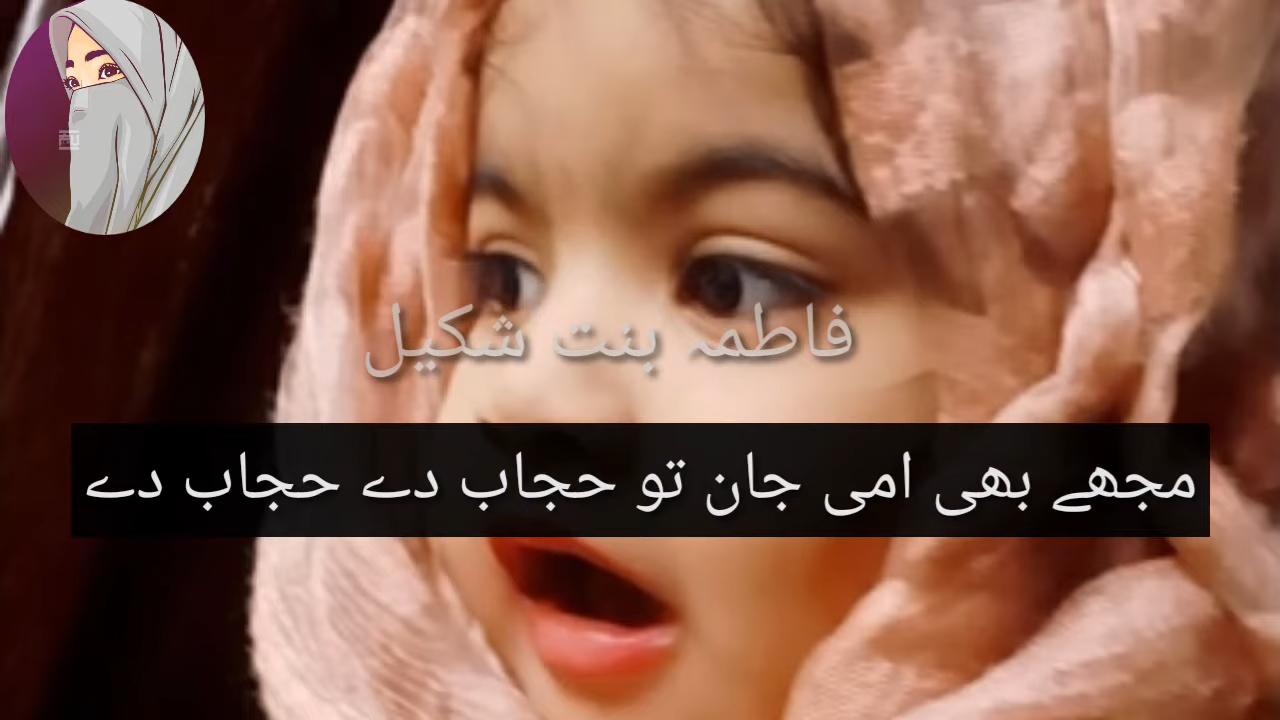 فاطمہ بنت شکیل
مجھے بھی امی جان تو حجاب دے حجاب دے